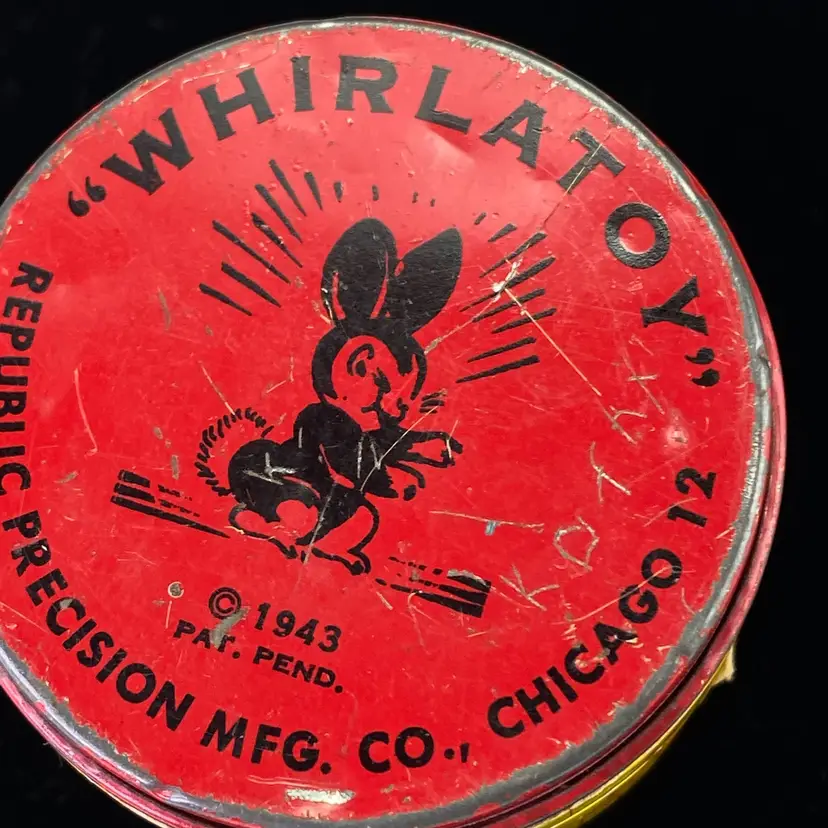 "WHIRLATOY"
© 1943
PAT. PEND.
REPUBLIC PRECISION MFG. CO., CHICAGO 12